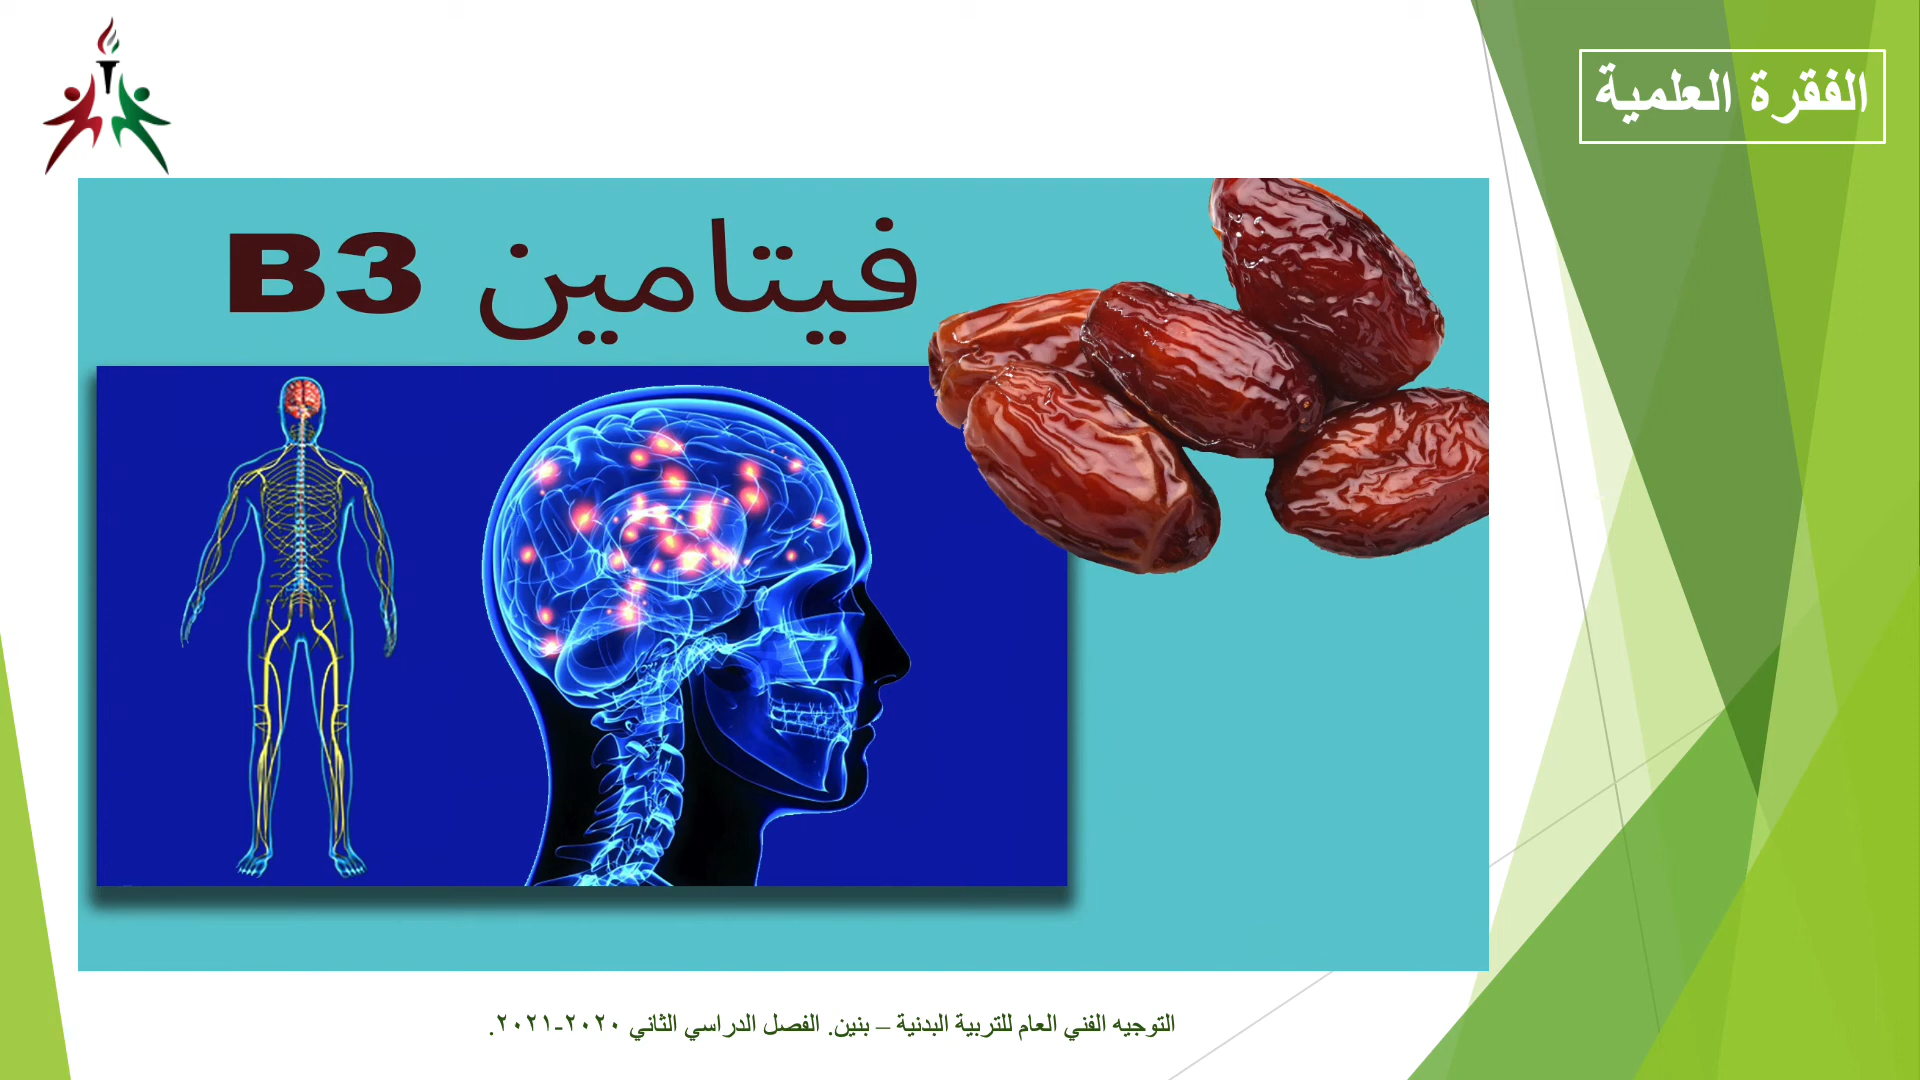 الفقرة العلمية
فيتامين B3
التوجيه الفني العام للتربية البدنية – بنين. الفصل الدراسي الثاني ٢٠٢٠-٢٠٢١.